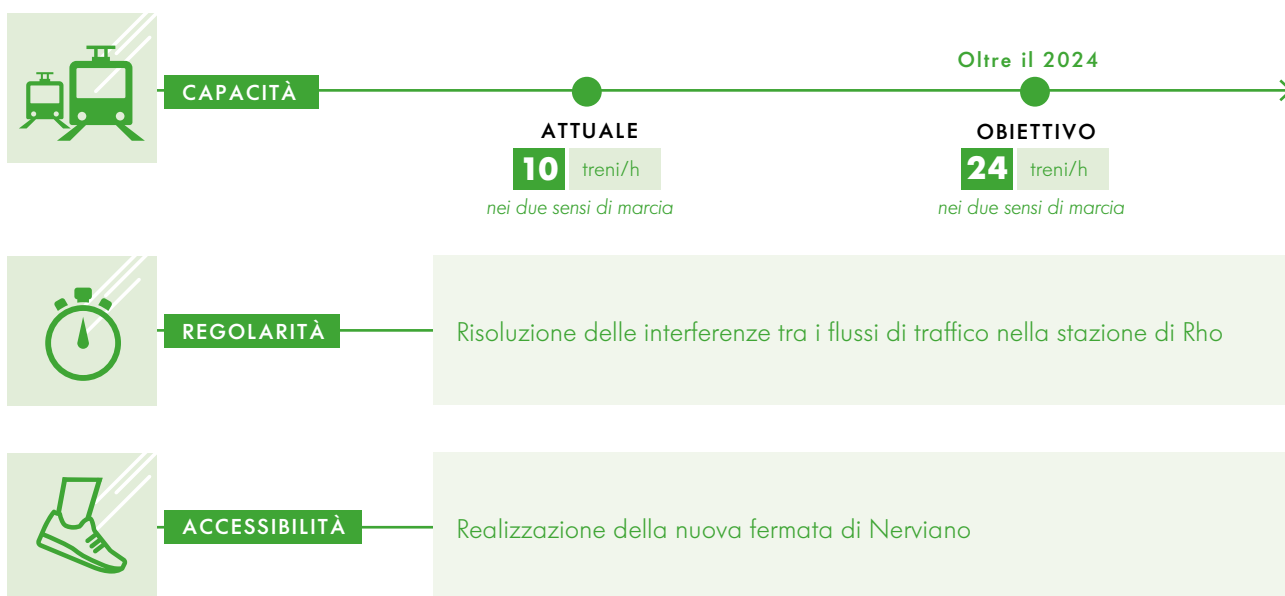 CAPACITÀ
Oltre il 2024
ATTUALE
10 treni/h
nei due sensi di marcia
OBIETTIVO
24 treni/h
nei due sensi di marcia
REGOLARITÀ
Risoluzione delle interferenze tra i flussi di traffico nella stazione di Rho
ACCESSIBILITÀ
Realizzazione della nuova fermata di Nerviano